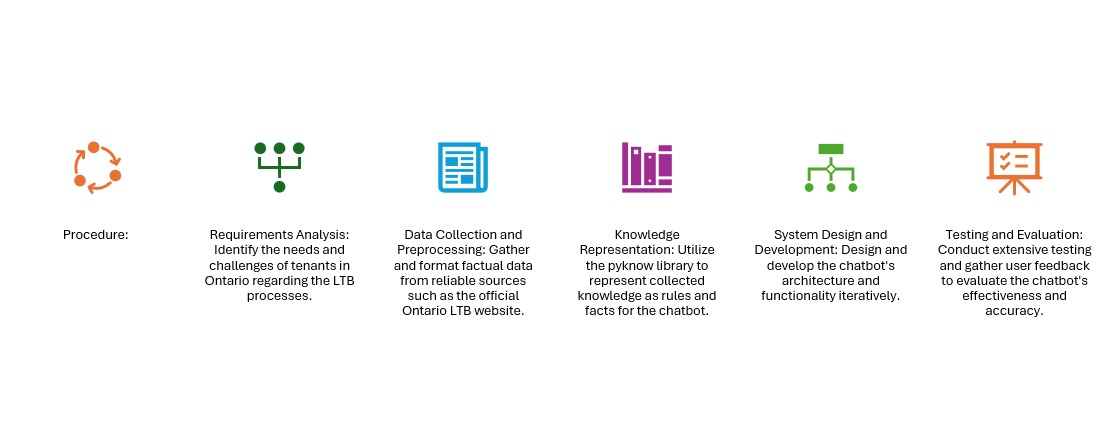 Procedure:
Requirements Analysis:
Identify the needs and
challenges of tenants in
Ontario regarding the LTB
processes.
Data Collection and
Preprocessing: Gather
and format factual data
from reliable sources
such as the official
Ontario LTB website.
Knowledge
Representation: Utilize
the pyknow library to
represent collected
knowledge as rules and
facts for the chatbot.
System Design and
Development: Design and
develop the chatbot's
architecture and
functionality iteratively.
Testing and Evaluation:
Conduct extensive testing
and gather user feedback
to evaluate the chatbot's
effectiveness and
accuracy.